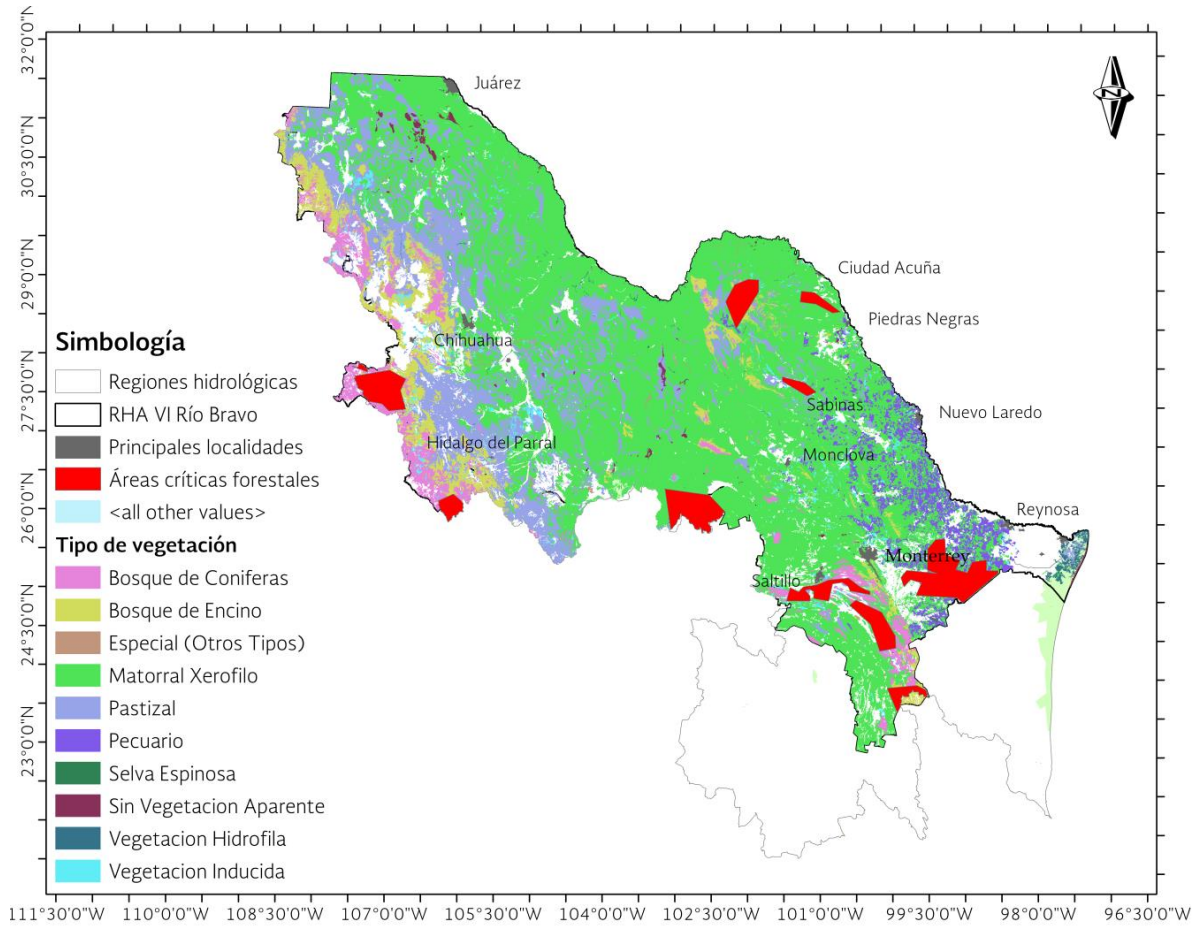 32°0'0"N
30°30'0"N
29°0'0"N
27°30'0"N
26°0'0"N
24°30'0"N
23°0'0"N
N
Juárez
Ciudad Acuña
Piedras Negras
Chihuahua
Sabinas
Nuevo Laredo
Hidalgo del Parral
Monclova
Reynosa
Monterrey
Saltillo
Simbología
Regiones hidrológicas
RHA VI Río Bravo
Principales localidades
Áreas críticas forestales
<all other values>
Tipo de vegetación
Bosque de Coniferas
Bosque de Encino
Especial (Otros Tipos)
Matorral Xerofilo
Pastizal
Pecuario
Selva Espinosa
Sin Vegetacion Aparente
Vegetacion Hidrofila
Vegetacion Inducida
111°30'0"W 110°0'0"W 108°30'0"W 107°0'0"W 105°30'0"W 104°0'0"W 102°30'0"W 101°0'0"W 99°30'0"W 98°0'0"W 96°30'0"W